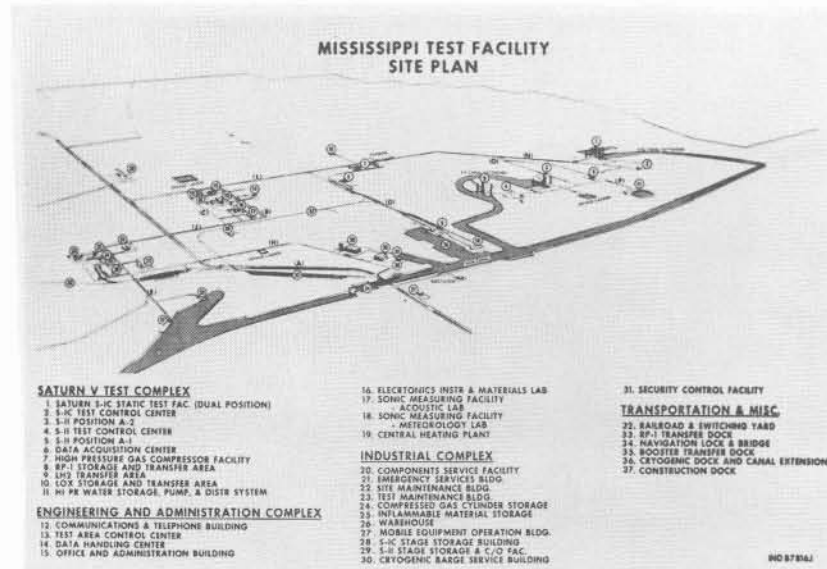 MISSISSIPPI TEST FACILITY
SITE PLAN
SATURN V TEST COMPLEX
1. SATURN S-IC STATIC TEST FAC. (DUAL POSITION)
2. S-IC TEST CONTROL CENTER
3. S-II POSITION A-2
4. S-II TEST CONTROL CENTER
5. S-II POSITION A-1
6. DATA ACQUISITION CENTER
7. HIGH PRESSURE GAS COMPRESSOR FACILITY
8. RP-1 STORAGE AND TRANSFER AREA
9. LH2 TRANSFER AREA
10. LOX STORAGE AND TRANSFER AREA
11. HI PR WATER STORAGE, PUMP, & DISTR SYSTEM
ENGINEERING AND ADMINISTRATION COMPLEX
12. COMMUNICATIONS & TELEPHONE BUILDING
13. TEST AREA CONTROL CENTER
14. DATA HANDLING CENTER
15. OFFICE AND ADMINISTRATION BUILDING
16. ELECRTONICS INSTR & MATERIALS LAB
17. SONIC MEASURING FACILITY
- ACOUSTIC LAB
18. SONIC MEASURING FACILITY
- METEOROLOGY LAB
19. CENTRAL HEATING PLANT
INDUSTRIAL COMPLEX
20. COMPONENTS SERVICE FACILITY
21. EMERGENCY SERVICES BLDG.
22. SITE MAINTENANCE BLDG.
23. TEST MAINTENANCE BLDG.
24. COMPRESSED GAS CYLINDER STORAGE
25. INFLAMMABLE MATERIAL STORAGE
26. WAREHOUSE
27. MOBILE EQUIPMENT OPERATION BLDG.
28. S-IC STAGE STORAGE BUILDING
29. S-II STAGE STORAGE & C/O FAC.
30. CRYOGENIC BARGE SERVICE BUILDING
31. SECURITY CONTROL FACILITY
TRANSPORTATION & MISC.
32. RAILROAD & SWITCHING YARD
33. RP-1 TRANSFER DOCK
34. NAVIGATION LOCK & BRIDGE
35. BOOSTER TRANSFER DOCK
36. CRYOGENIC DOCK AND CANAL EXTENSION
37. CONSTRUCTION DOCK